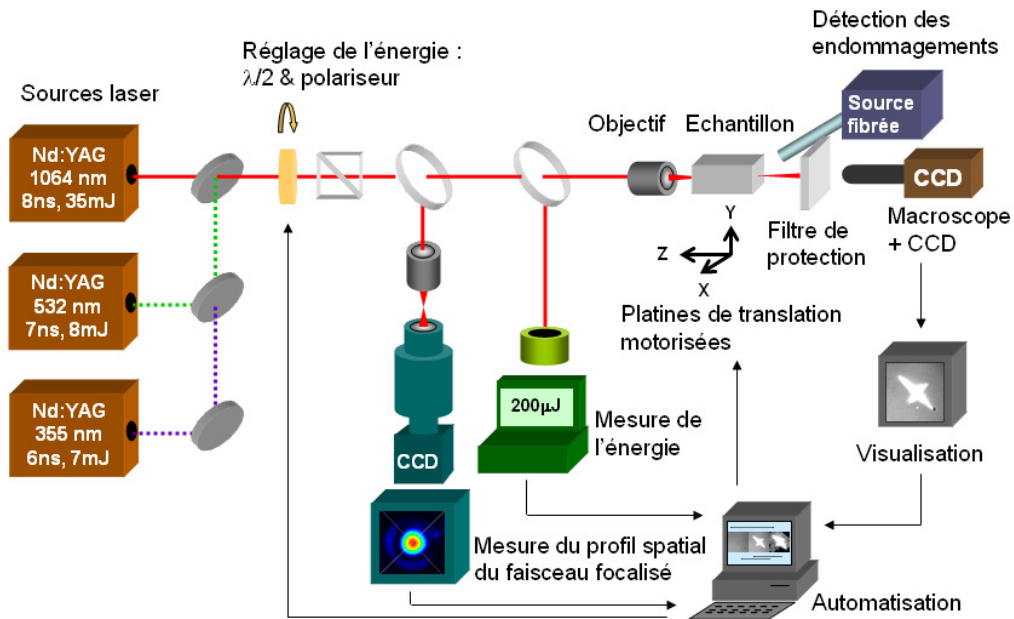 Sources laser
Nd:YAG
1064 nm
8ns, 35mJ
Nd:YAG
532 nm
7ns, 8mJ
Nd:YAG
355 nm
6ns, 7mJ
Réglage de l'énergie :
λ/2 & polariseur
CCD
Mesure du profil spatial
du faisceau focalisé
200µJ
Mesure de
l'énergie
Objectif
Echantillon
Y
Z
X
Platines de translation
motorisées
Filtre de
protection
Détection des
endommagements
Source
fibrée
CCD
Macroscope
+ CCD
Visualisation
Automatisation